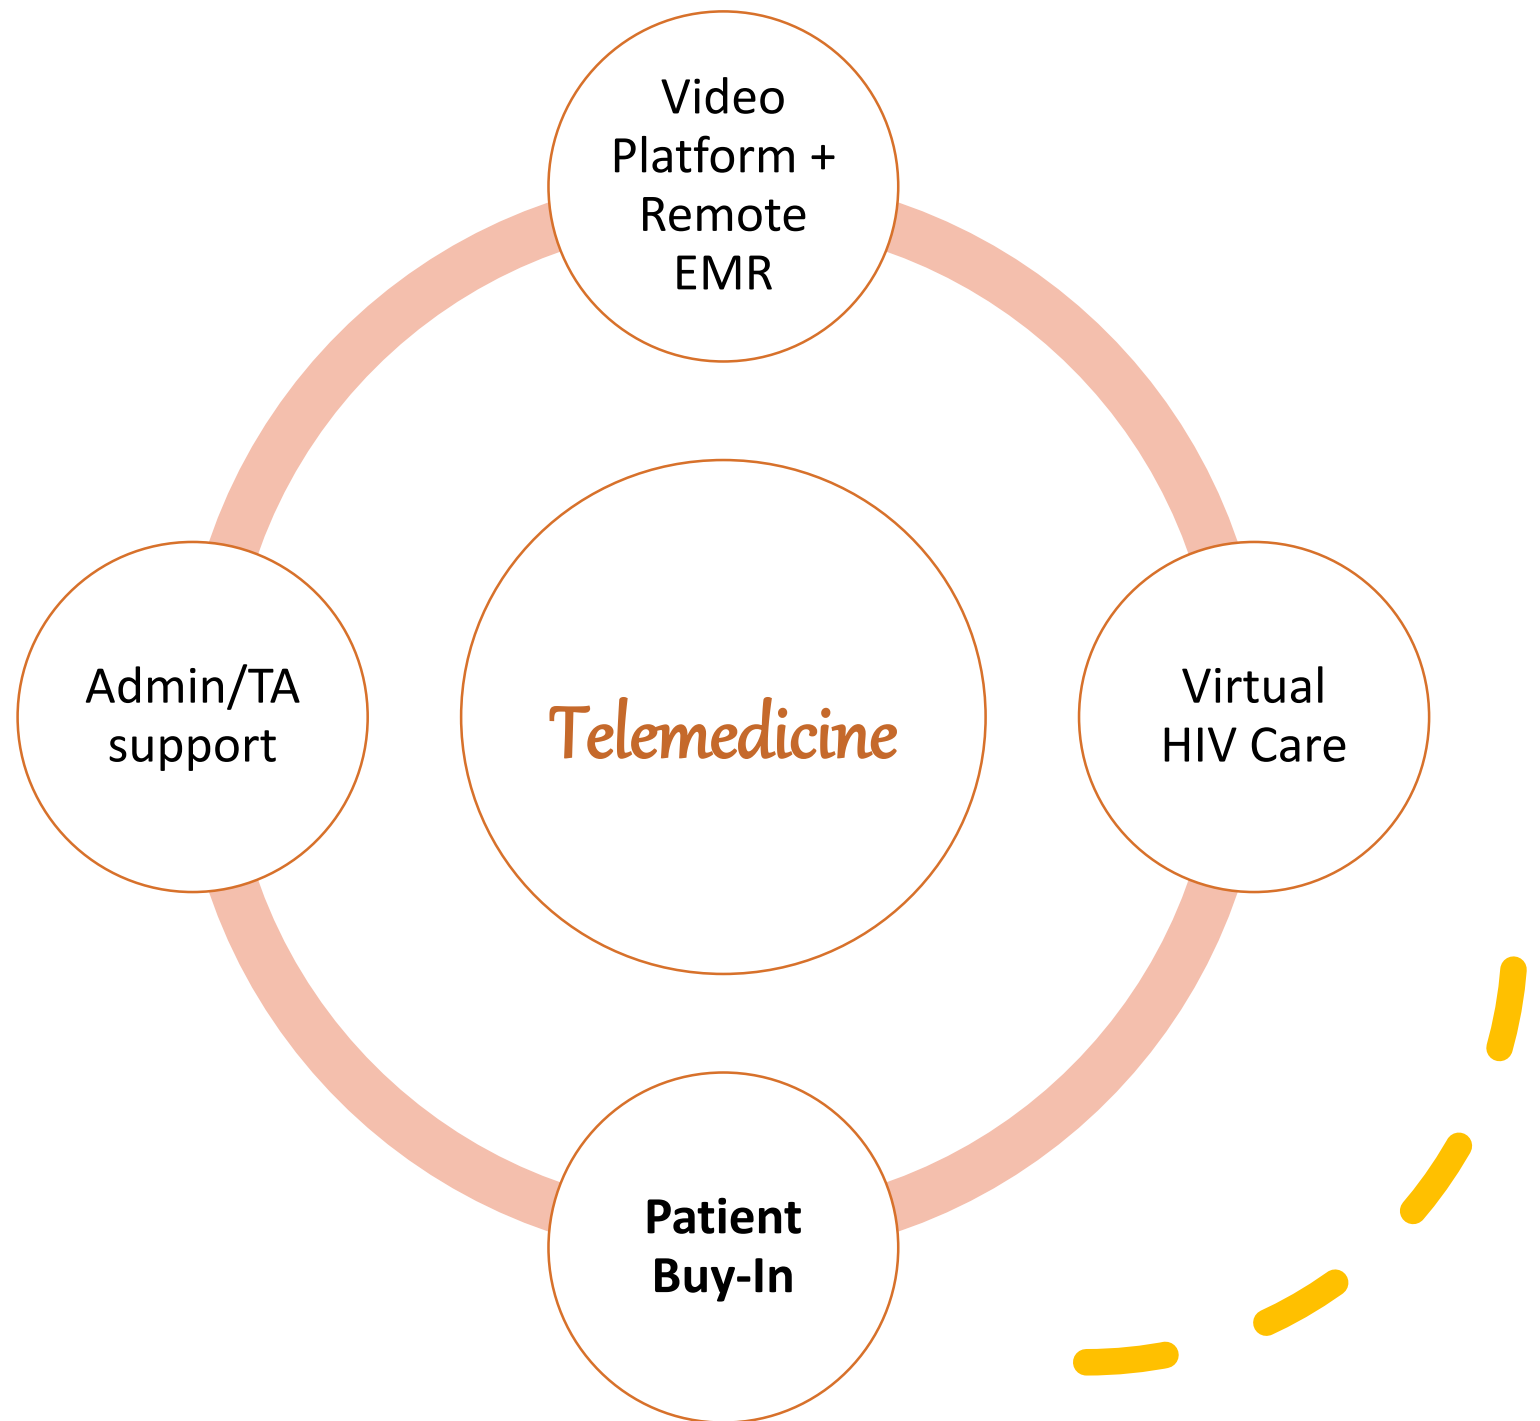 Video
Platform +
Remote
EMR
Admin/TA
support
Telemedicine
Virtual
HIV Care
Patient
Buy-In